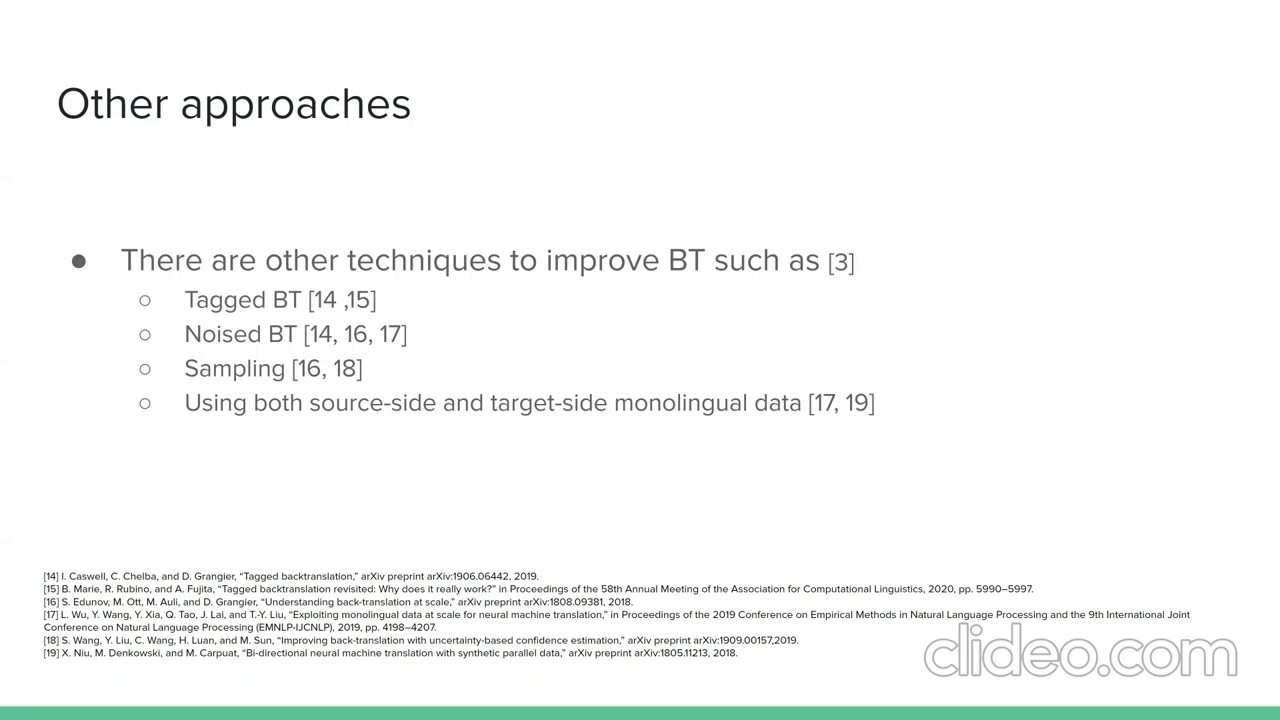 Other approaches
● There are other techniques to improve BT such as [3]
○ Tagged BT [14 ,15]
○ Noised BT [14, 16, 17]
○ Sampling [16, 18]
○ Using both source-side and target-side monolingual data [17, 19]
[14] I. Caswell, C. Chelba, and D. Grangier, “Tagged backtranslation,” arXiv preprint arXiv:1906.06442, 2019.
[15] B. Marie, R. Rubino, and A. Fujita, “Tagged backtranslation revisited: Why does it really work?” in Proceedings of the 58th Annual Meeting of the Association for Computational Linguistics, 2020, pp. 5990–5997.
[16] S. Edunov, M. Ott, M. Auli, and D. Grangier, “Understanding back-translation at scale,” arXiv preprint arXiv:1808.09381, 2018.
[17] L. Wu, Y. Wang, Y. Xia, Q. Tao, J. Lai, and T.-Y. Liu, “Exploiting monolingual data at scale for neural machine translation,” in Proceedings of the 2019 Conference on Empirical Methods in Natural Language Processing and the 9th International Joint
Conference on Natural Language Processing (EMNLP-IJCNLP), 2019, pp. 4198–4207.
[18] S. Wang, Y. Liu, C. Wang, H. Luan, and M. Sun, “Improving back-translation with uncertainty-based confidence estimation,” arXiv preprint arXiv:1909.00157,2019.
[19] X. Niu, M. Denkowski, and M. Carpuat, “Bi-directional neural machine translation with synthetic parallel data,” arXiv preprint arXiv:1805.11213, 2018.
clideo.com